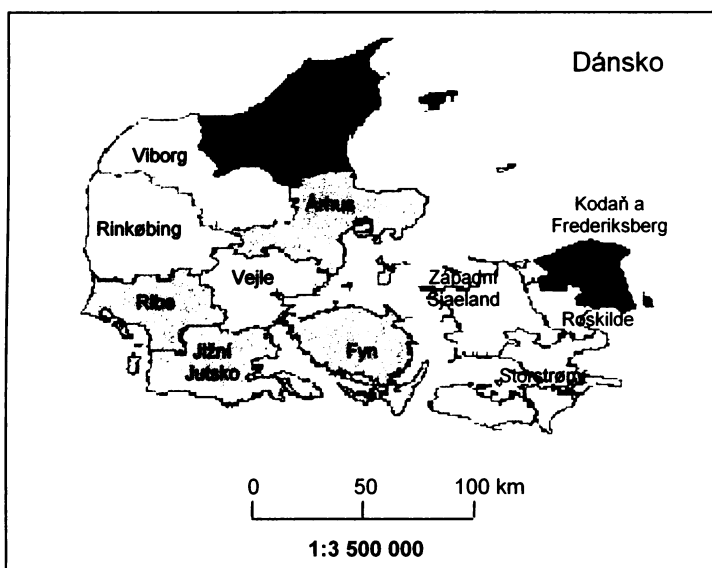 Dánsko
Viborg
Århus
Rinkøbing
Kodaň a
Frederiksberg
Vejle
Západní
Sjaeland
Ribe
Roskilde
Jižní
Jutsko
Fyn
Storstrøm
0 50 100 km
1:3 500 000